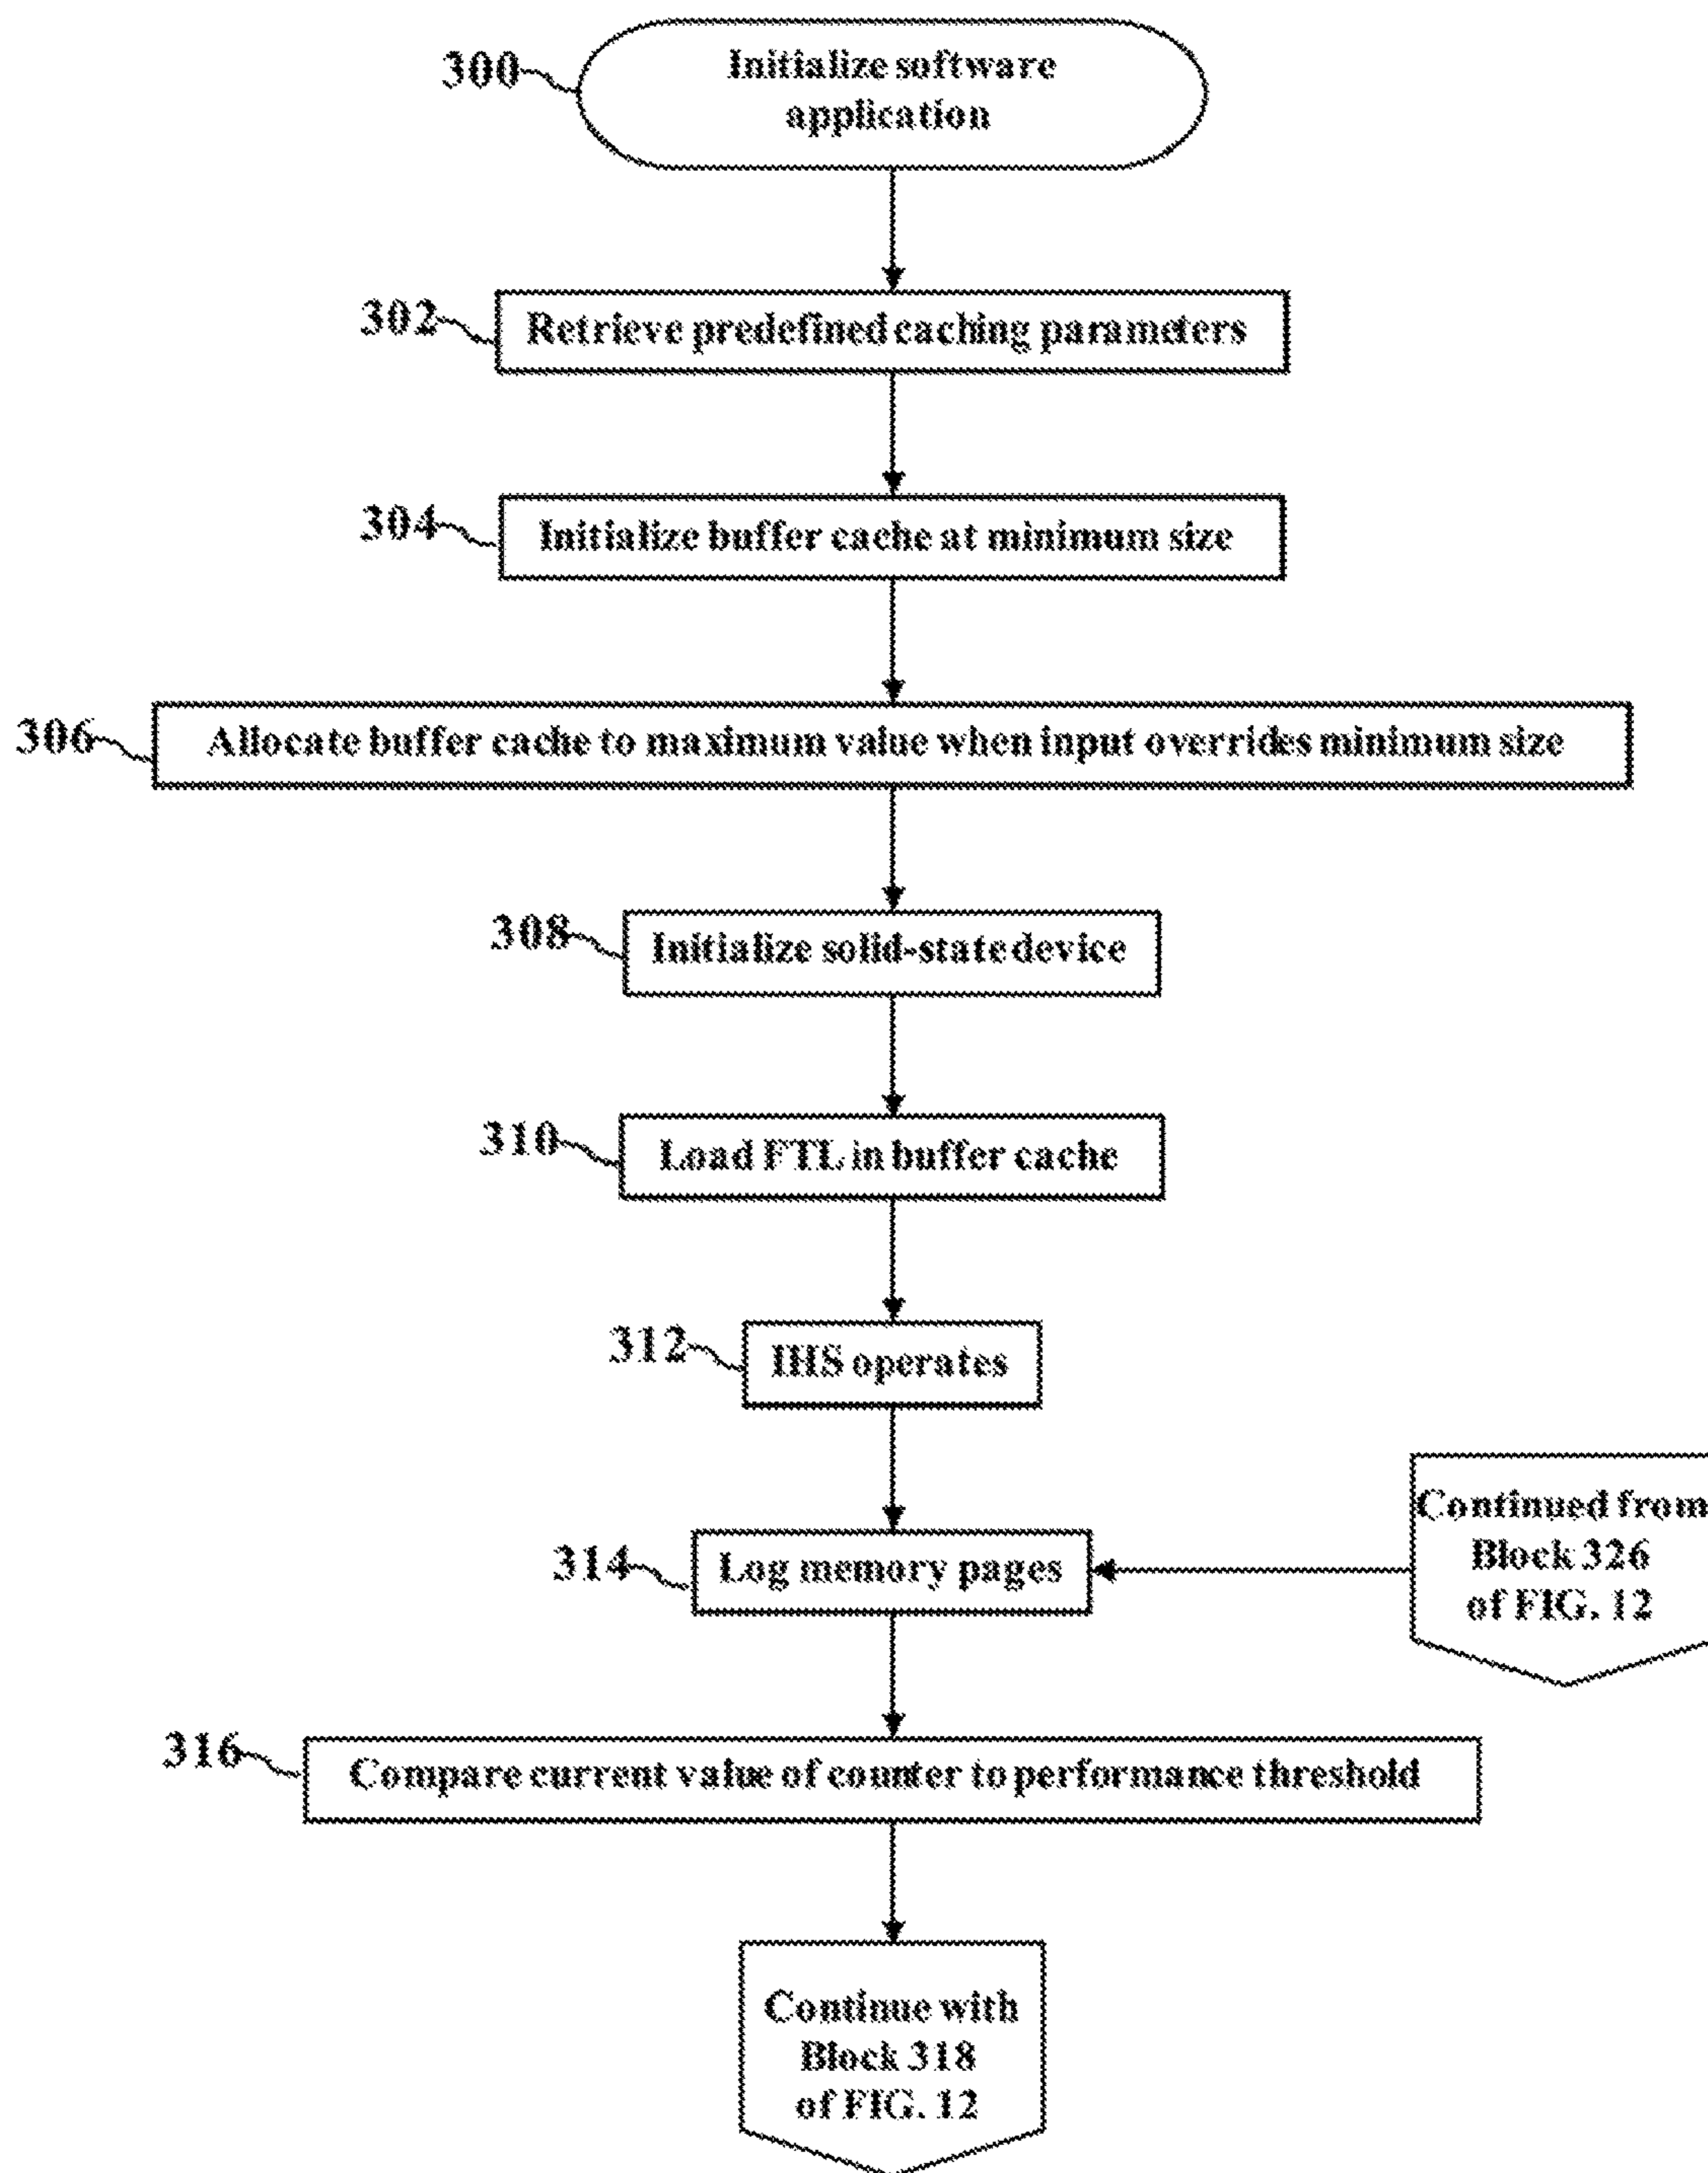 300
Initialize software
application
302
Retrieve predefined caching parameters
304
Initialize buffer cache at minimum size
306
Allocate buffer cache to maximum value when input overrides minimum size
308
Initialize solid-state device
310
Load FTL in buffer cache
312
IHS operates
314
Log memory pages
Continued from
Block 326
of FIG. 12
316
Compare current value of counter to performance threshold
Continue with
Block 318
of FIG. 12